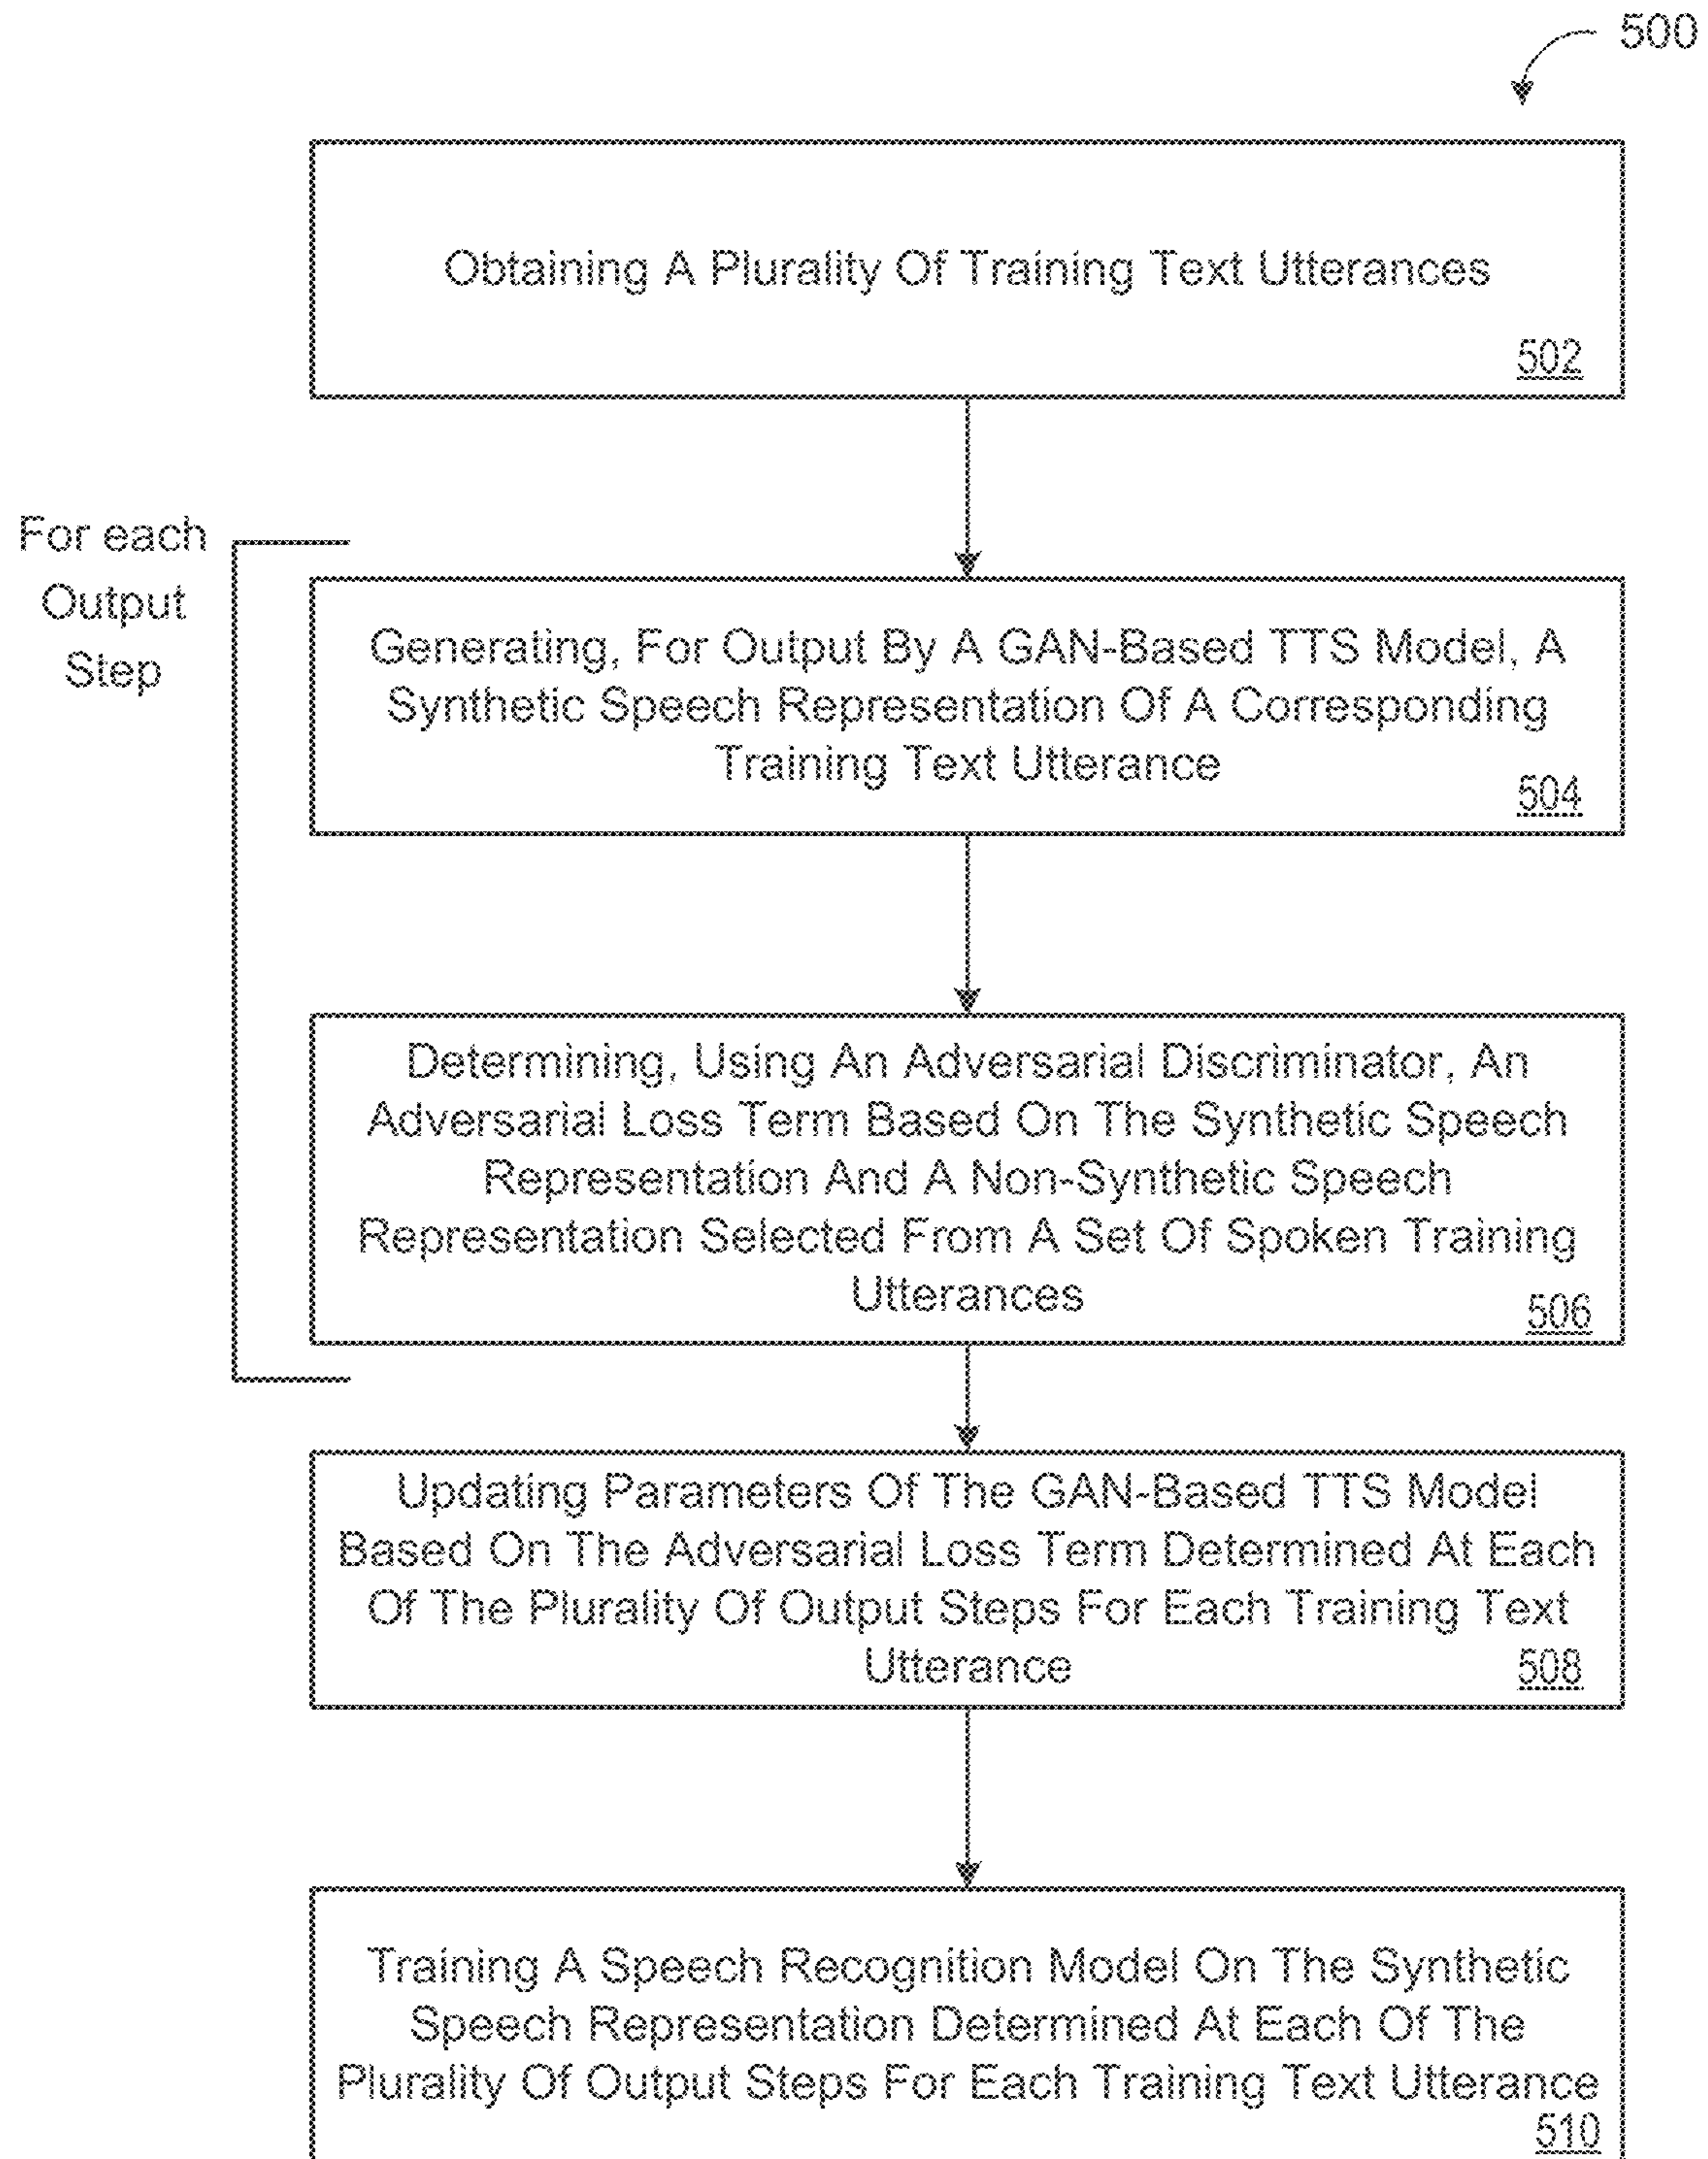 500
Obtaining A Plurality Of Training Text Utterances
502
For each
Output
Step
Generating, For Output By A GAN-Based TTS Model, A
Synthetic Speech Representation Of A Corresponding
Training Text Utterance
504
Determining, Using An Adversarial Discriminator, An
Adversarial Loss Term Based On The Synthetic Speech
Representation And A Non-Synthetic Speech
Representation Selected From A Set Of Spoken Training
Utterances
506
Updating Parameters Of The GAN-Based TTS Model
Based On The Adversarial Loss Term Determined At Each
Of The Plurality Of Output Steps For Each Training Text
Utterance
508
Training A Speech Recognition Model On The Synthetic
Speech Representation Determined At Each Of The
Plurality Of Output Steps For Each Training Text Utterance
510